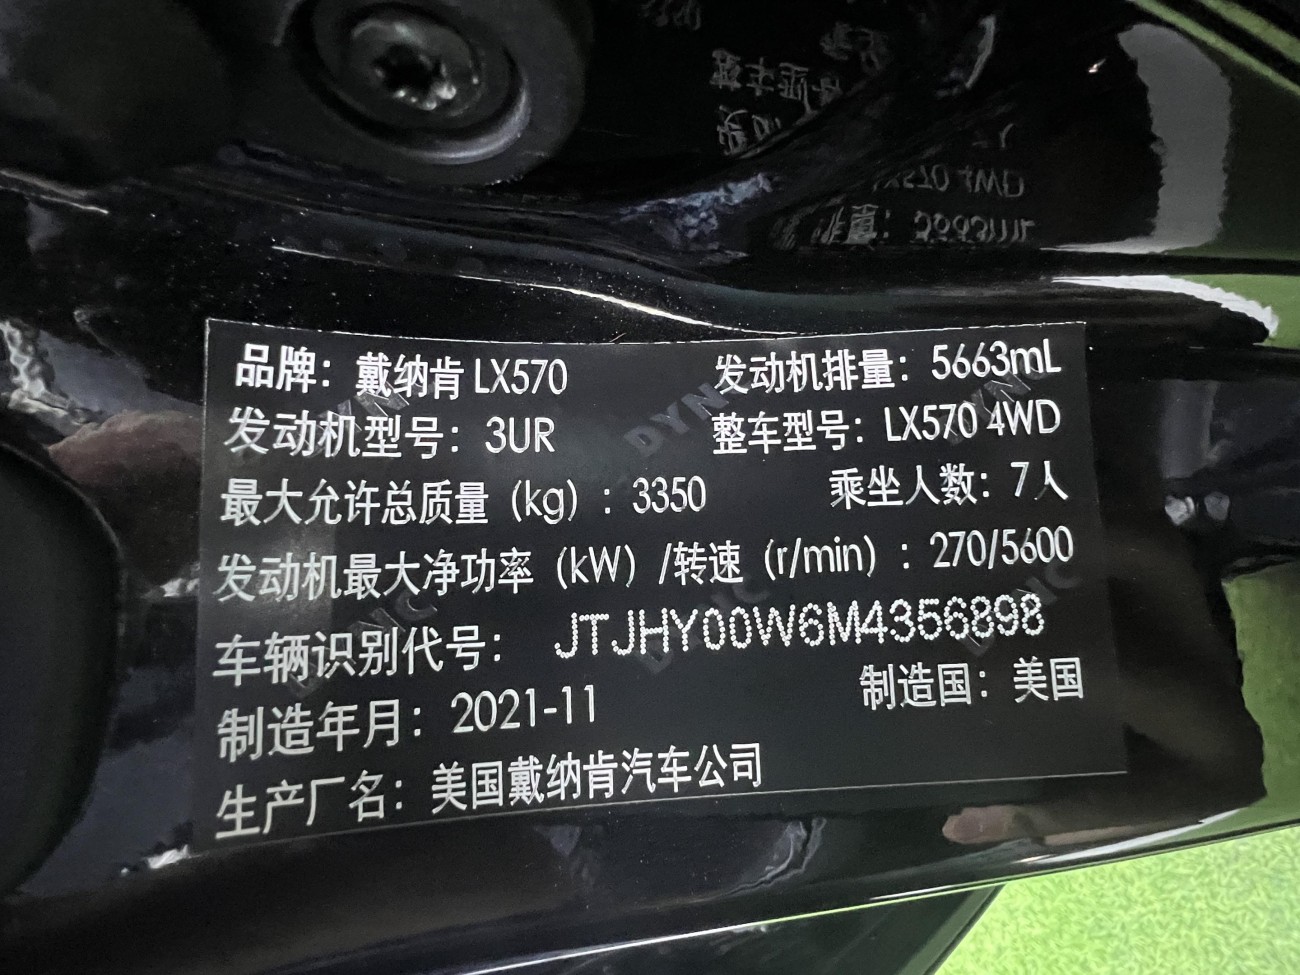 品牌：戴纳肯 LX570 发动机排量：5663mL
发动机型号：3UR 整车型号：LX570 4WD
最大允许总质量（kg）：3350 乘坐人数：7人
发动机最大净功率（kW）/转速（r/min）：270/5600
车辆识别代号：JTJHY00W6M4356898
制造年月：2021-11 制造国：美国
生产厂名：美国戴纳肯汽车公司